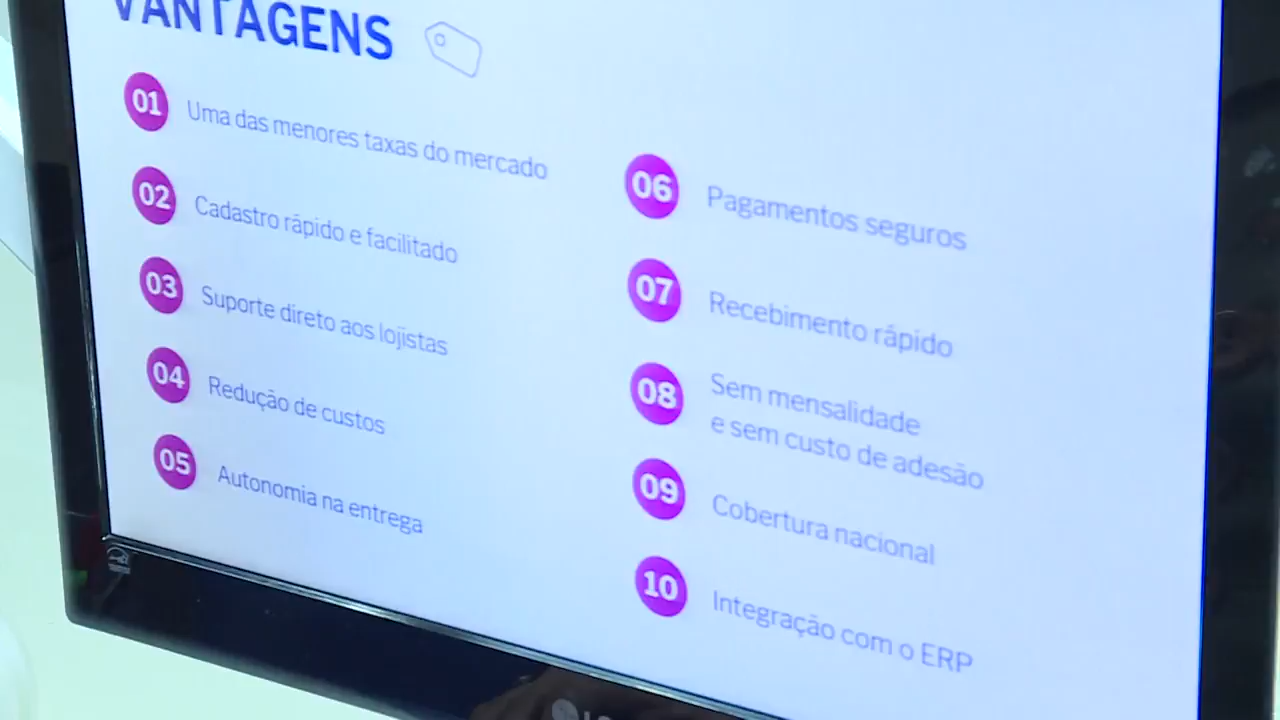 VANTAGENS
01 Uma das menores taxas do mercado
02 Cadastro rápido e facilitado
03 Suporte direto aos lojistas
04 Redução de custos
05 Autonomia na entrega
06 Pagamentos seguros
07 Recebimento rápido
08 Sem mensalidade
e sem custo de adesão
09 Cobertura nacional
10 Integração com o ERP